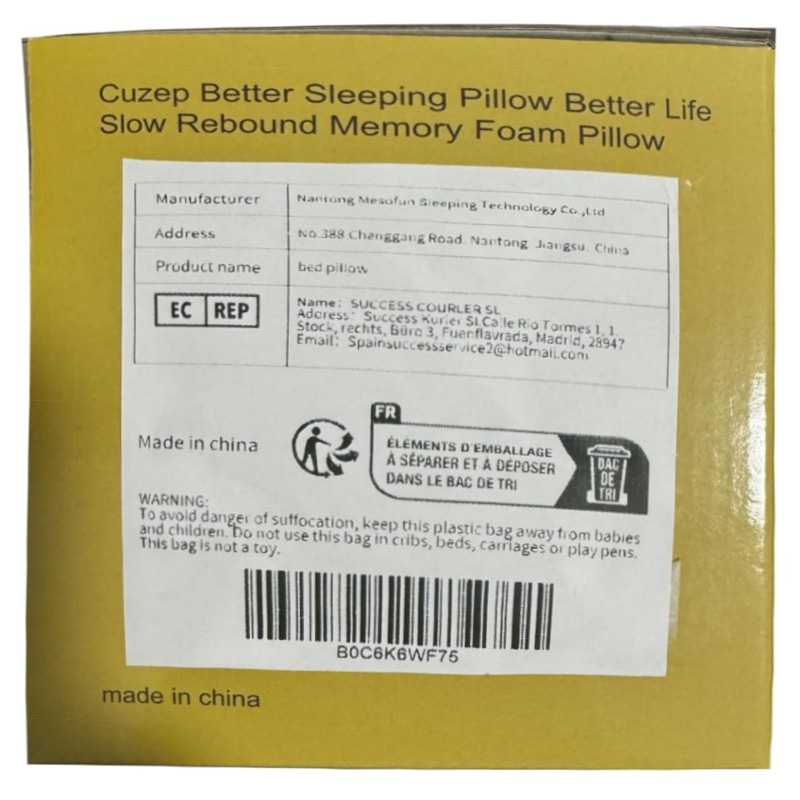 Cuzep Better Sleeping Pillow Better Life
Slow Rebound Memory Foam Pillow
Manufacturer Nantong Mesofun Sleeping Technology Co.,Ltd
Address No.388 Changgang Road, Nantong, Jiangsu, China
Product name bed pillow
EC REP
Name: SUCCESS COURLER SL
Address: Success Kurier SL Calle Rio Tormes 1, 1.
Stock, rechts, Büro 3, Fuenflavrada, Madrid, 28947
Email: Spainsuccesservice2@hotmail.com
Made in china
FR
ÉLÉMENTS D'EMBALLAGE
À SÉPARER ET À DÉPOSER
DANS LE BAC DE TRI
BAC
DE
TRI
WARNING:
To avoid danger of suffocation, keep this plastic bag away from babies
and children. Do not use this bag in cribs, beds, carriages or play pens.
This bag is not a toy.
B0C6K6WF75
made in china